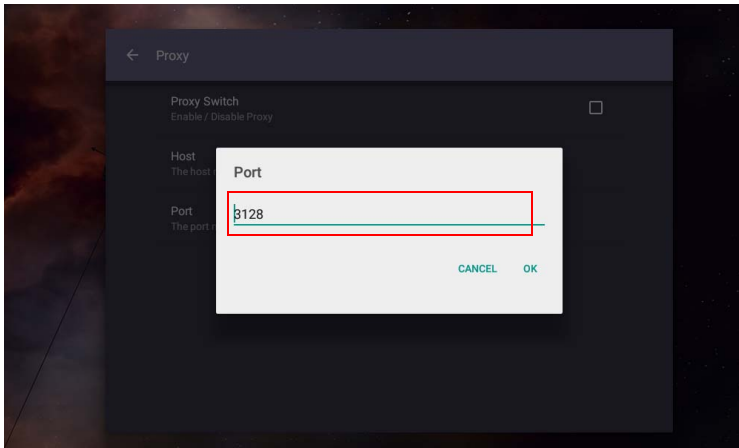 Proxy
Proxy Switch
Enable / Disable Proxy
Host
The host
Port
The port
Port
3128
CANCEL OK